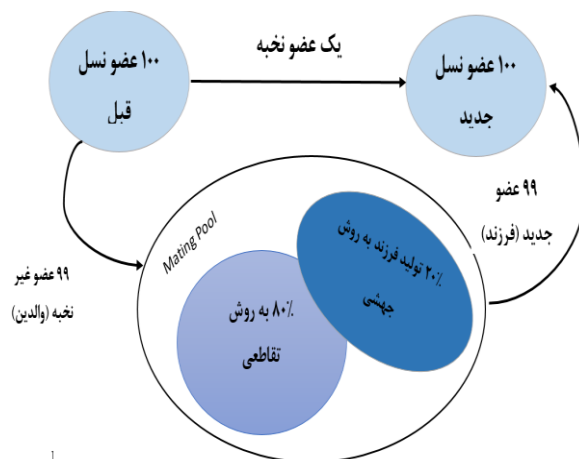 ۱۰۰ عضو نسل
قبل
یک عضو نخبه
۱۰۰ عضو نسل
جدید
۹۹ عضو
جدید (فرزند)
Mating Pool
۲۰٪ تولید فرزند به روش
جهشی
۸۰٪ به روش
تقاطعی
۹۹ عضو غیر
نخبه (والدین)